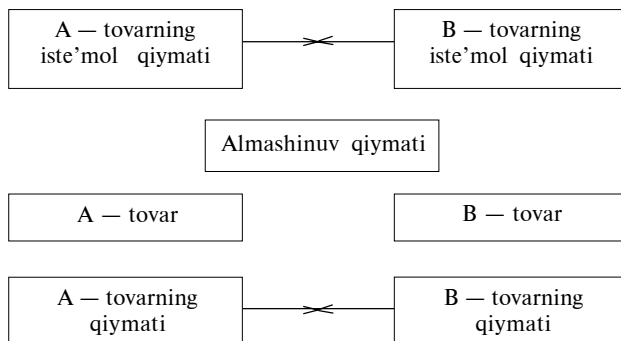 A — tovarning
iste’mol qiymati
B — tovarning
iste’mol qiymati
Almashinuv qiymati
A — tovar
B — tovar
A — tovarning
qiymati
B — tovarning
qiymati